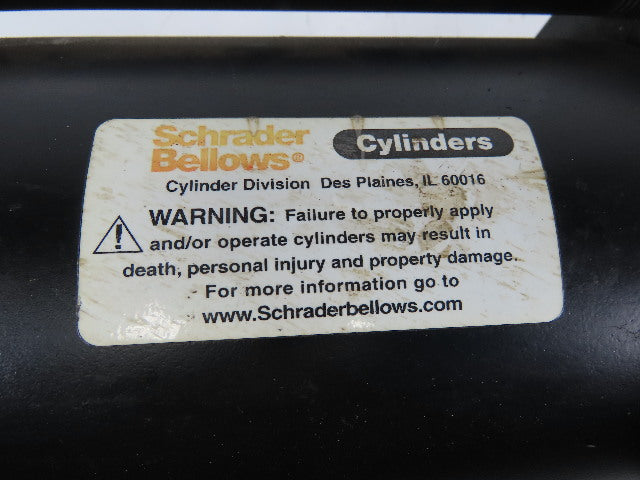 Schrader
Bellows®
Cylinders
Cylinder Division Des Plaines, IL 60016
WARNING: Failure to properly apply
and/or operate cylinders may result in
death, personal injury and property damage.
For more information go to
www.Schraderbellows.com